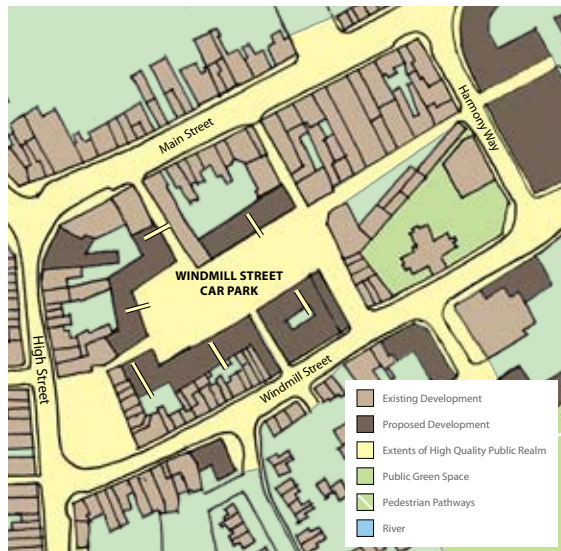 Main Street
Harmony Way
WINDMILL STREET
CAR PARK
High Street
Windmill Street
Existing Development
Proposed Development
Extents of High Quality Public Realm
Public Green Space
Pedestrian Pathways
River